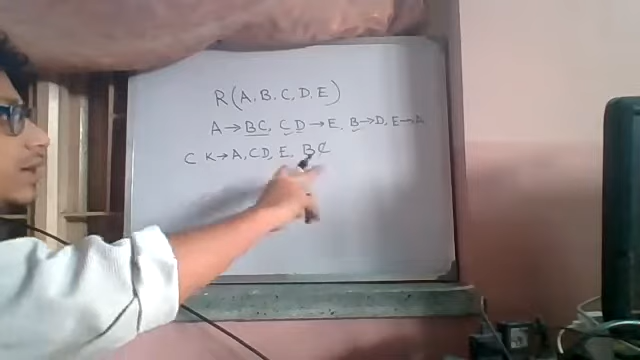 R(A, B, C, D, E)
A → BC, CD → E, B → D, E → A
C K → A, CD, E, BC